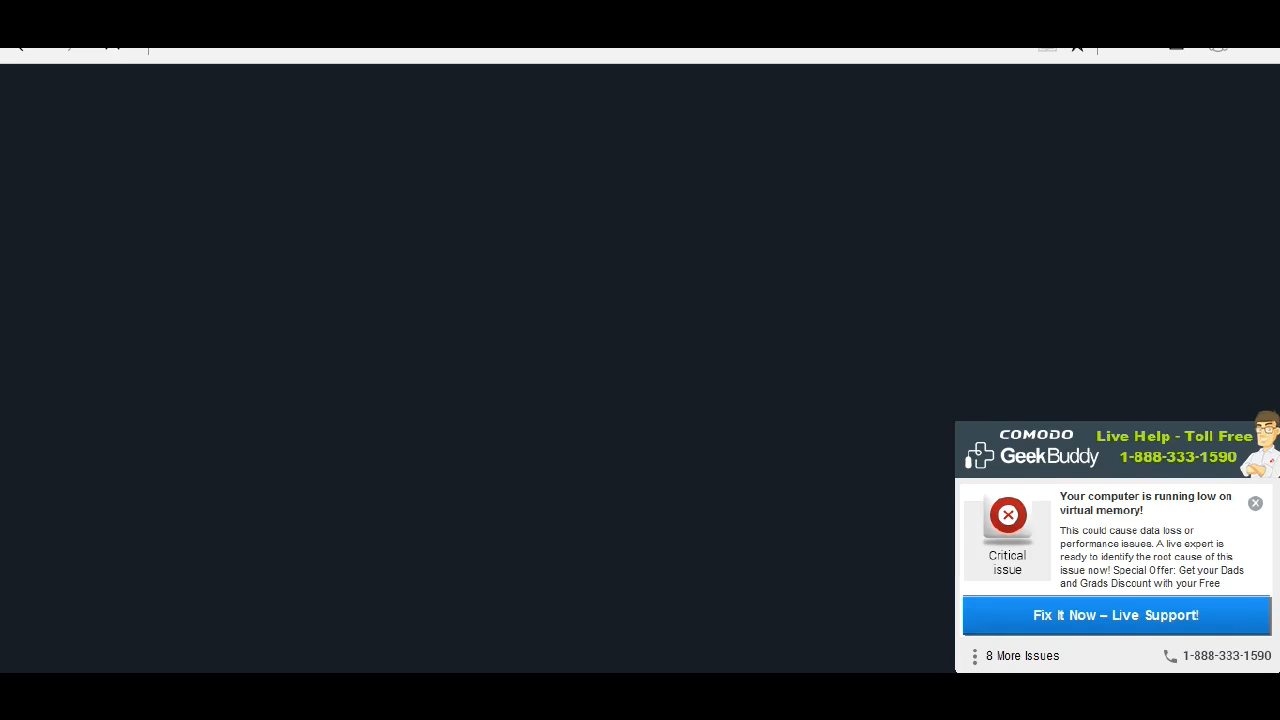 COMODO
GeekBuddy
Live Help - Toll Free
1-888-333-1590
Your computer is running low on
virtual memory!
This could cause data loss or
performance issues. A live expert is
ready to identify the root cause of this
issue now! Special Offer: Get your Dads
and Grads Discount with your Free
Critical
issue
Fix It Now – Live Support!
8 More Issues
1-888-333-1590